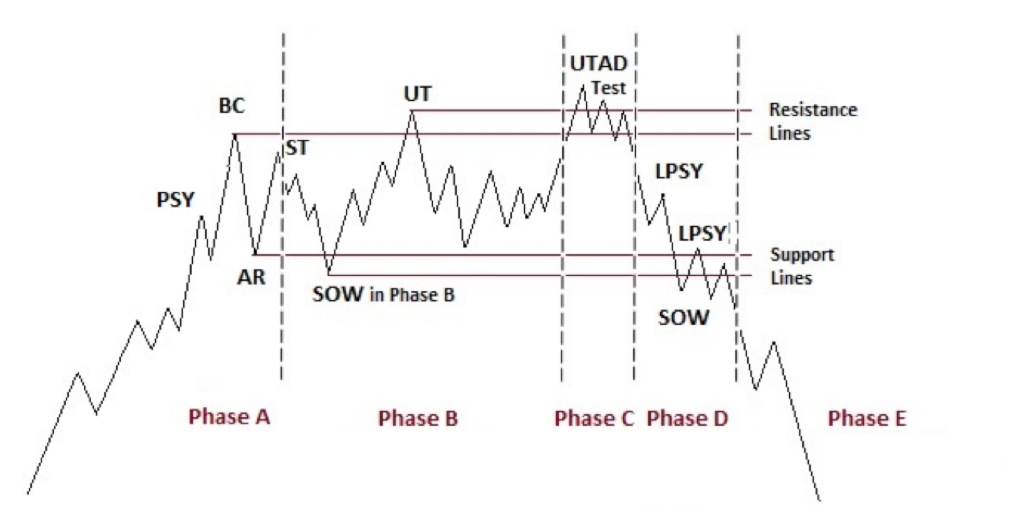 UTAD
Test
UT
BC
Resistance
Lines
ST
PSY
LPSY
LPSY
AR
Support
Lines
SOW in Phase B
SOW
Phase A
Phase B
Phase C
Phase D
Phase E